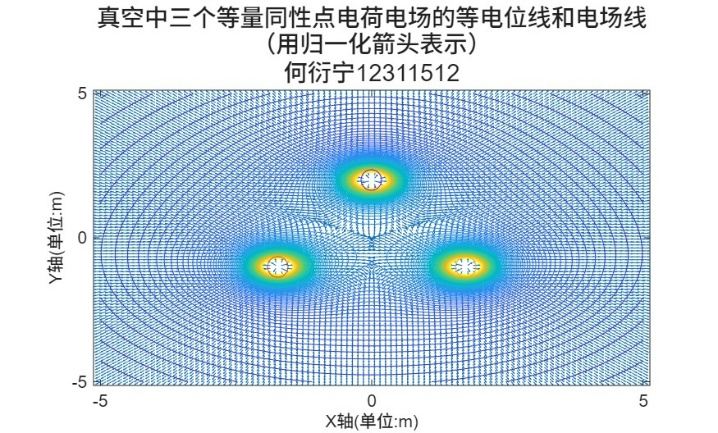 真空中三个等量同性点电荷电场的等电位线和电场线
（用归一化箭头表示）
何衍宁12311512
5
0
-5
Y轴(单位:m)
-5
0
5
X轴(单位:m)